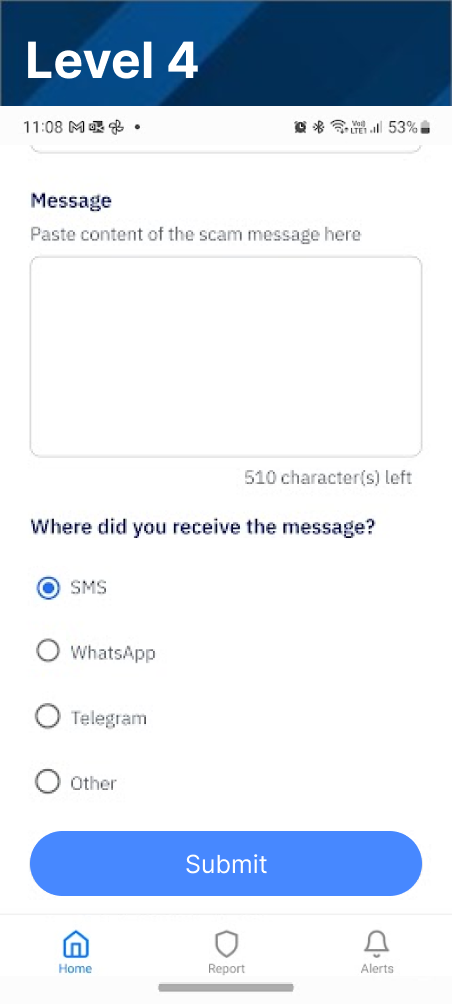 Level 4
11:08
53%
Message
Paste content of the scam message here
510 character(s) left
Where did you receive the message?
SMS
WhatsApp
Telegram
Other
Submit
Home
Report
Alerts